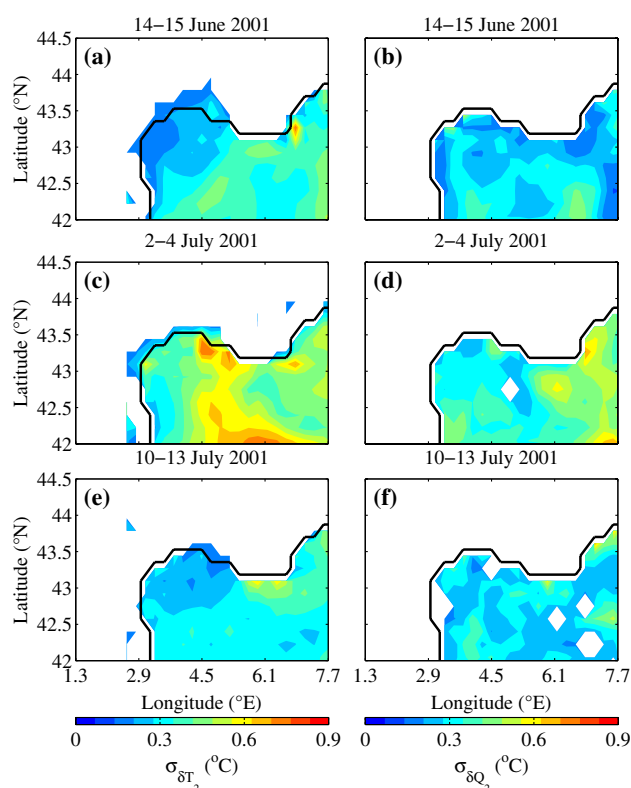 14−15 June 2001
14−15 June 2001
(a)
(b)
44.5
44
43.5
43
42.5
42
Latitude (°N)
2−4 July 2001
2−4 July 2001
(c)
(d)
44.5
44
43.5
43
42.5
42
Latitude (°N)
10−13 July 2001
10−13 July 2001
(e)
(f)
44.5
44
43.5
43
42.5
42
Latitude (°N)
1.3 2.9 4.5 6.1 7.7
1.3 2.9 4.5 6.1 7.7
Longitude (°E)
Longitude (°E)
0 0.3 0.6 0.9
0 0.3 0.6 0.9
σδT2 (°C)
σδQ2 (°C)